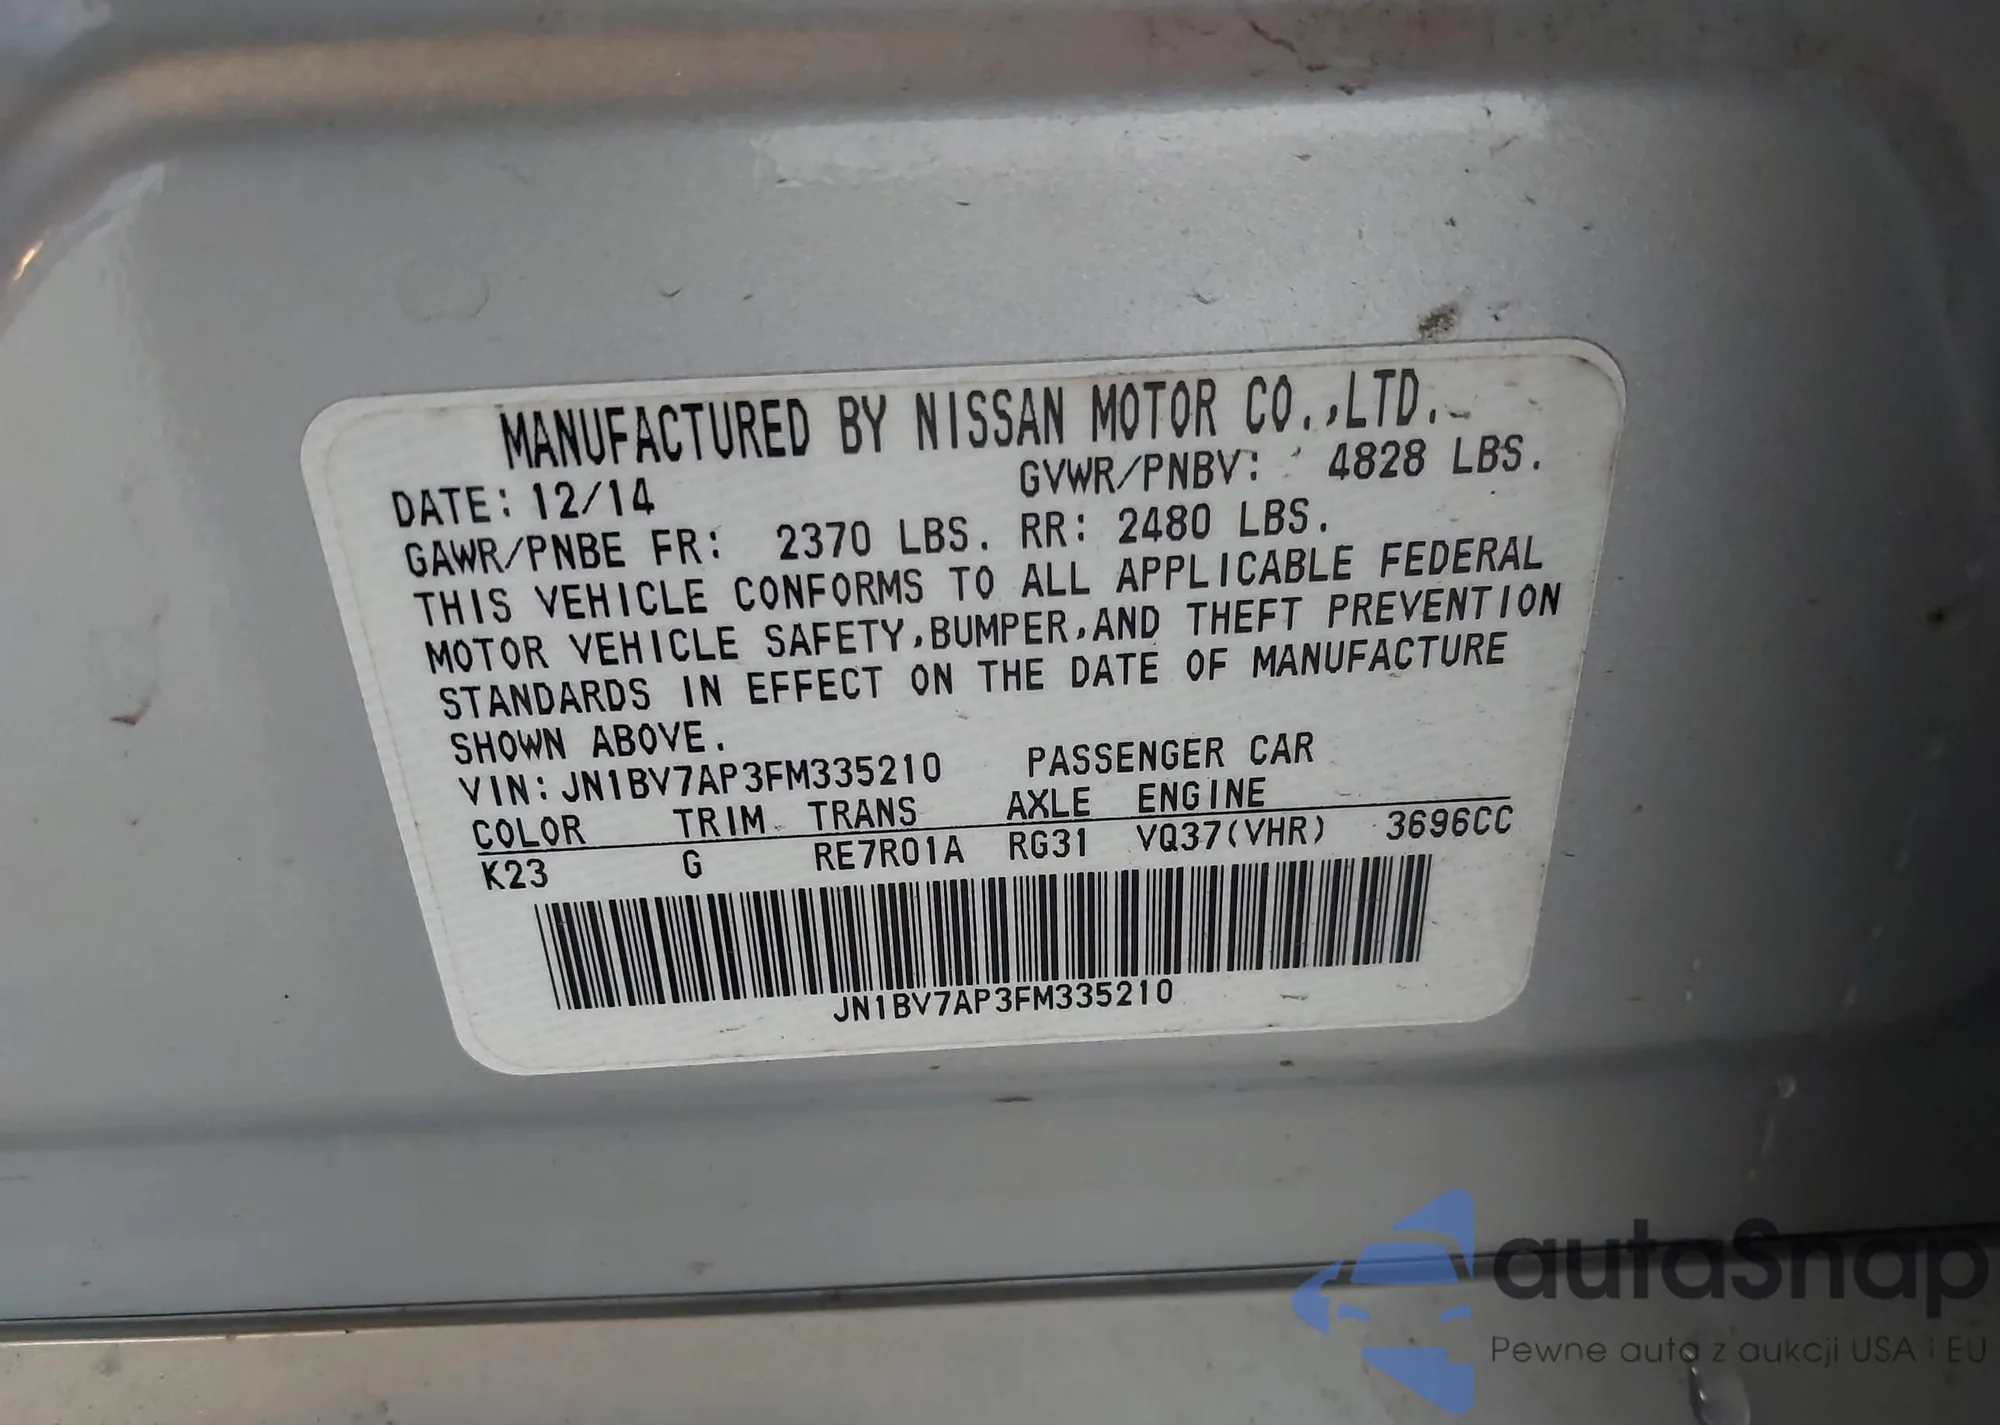 MANUFACTURED BY NISSAN MOTOR CO.,LTD.
DATE: 12/14 GVWR/PNBV: 4828 LBS.
GAWR/PNBE FR: 2370 LBS. RR: 2480 LBS.
THIS VEHICLE CONFORMS TO ALL APPLICABLE FEDERAL
MOTOR VEHICLE SAFETY,BUMPER,AND THEFT PREVENTION
STANDARDS IN EFFECT ON THE DATE OF MANUFACTURE
SHOWN ABOVE.
VIN: JN1BV7AP3FM335210 PASSENGER CAR
COLOR TRIM TRANS AXLE ENGINE
K23 G RE7R01A RG31 VQ37(VHR) 3696CC
JN1BV7AP3FM335210
autaSnap
Pewne auta z aukcji USA i EU